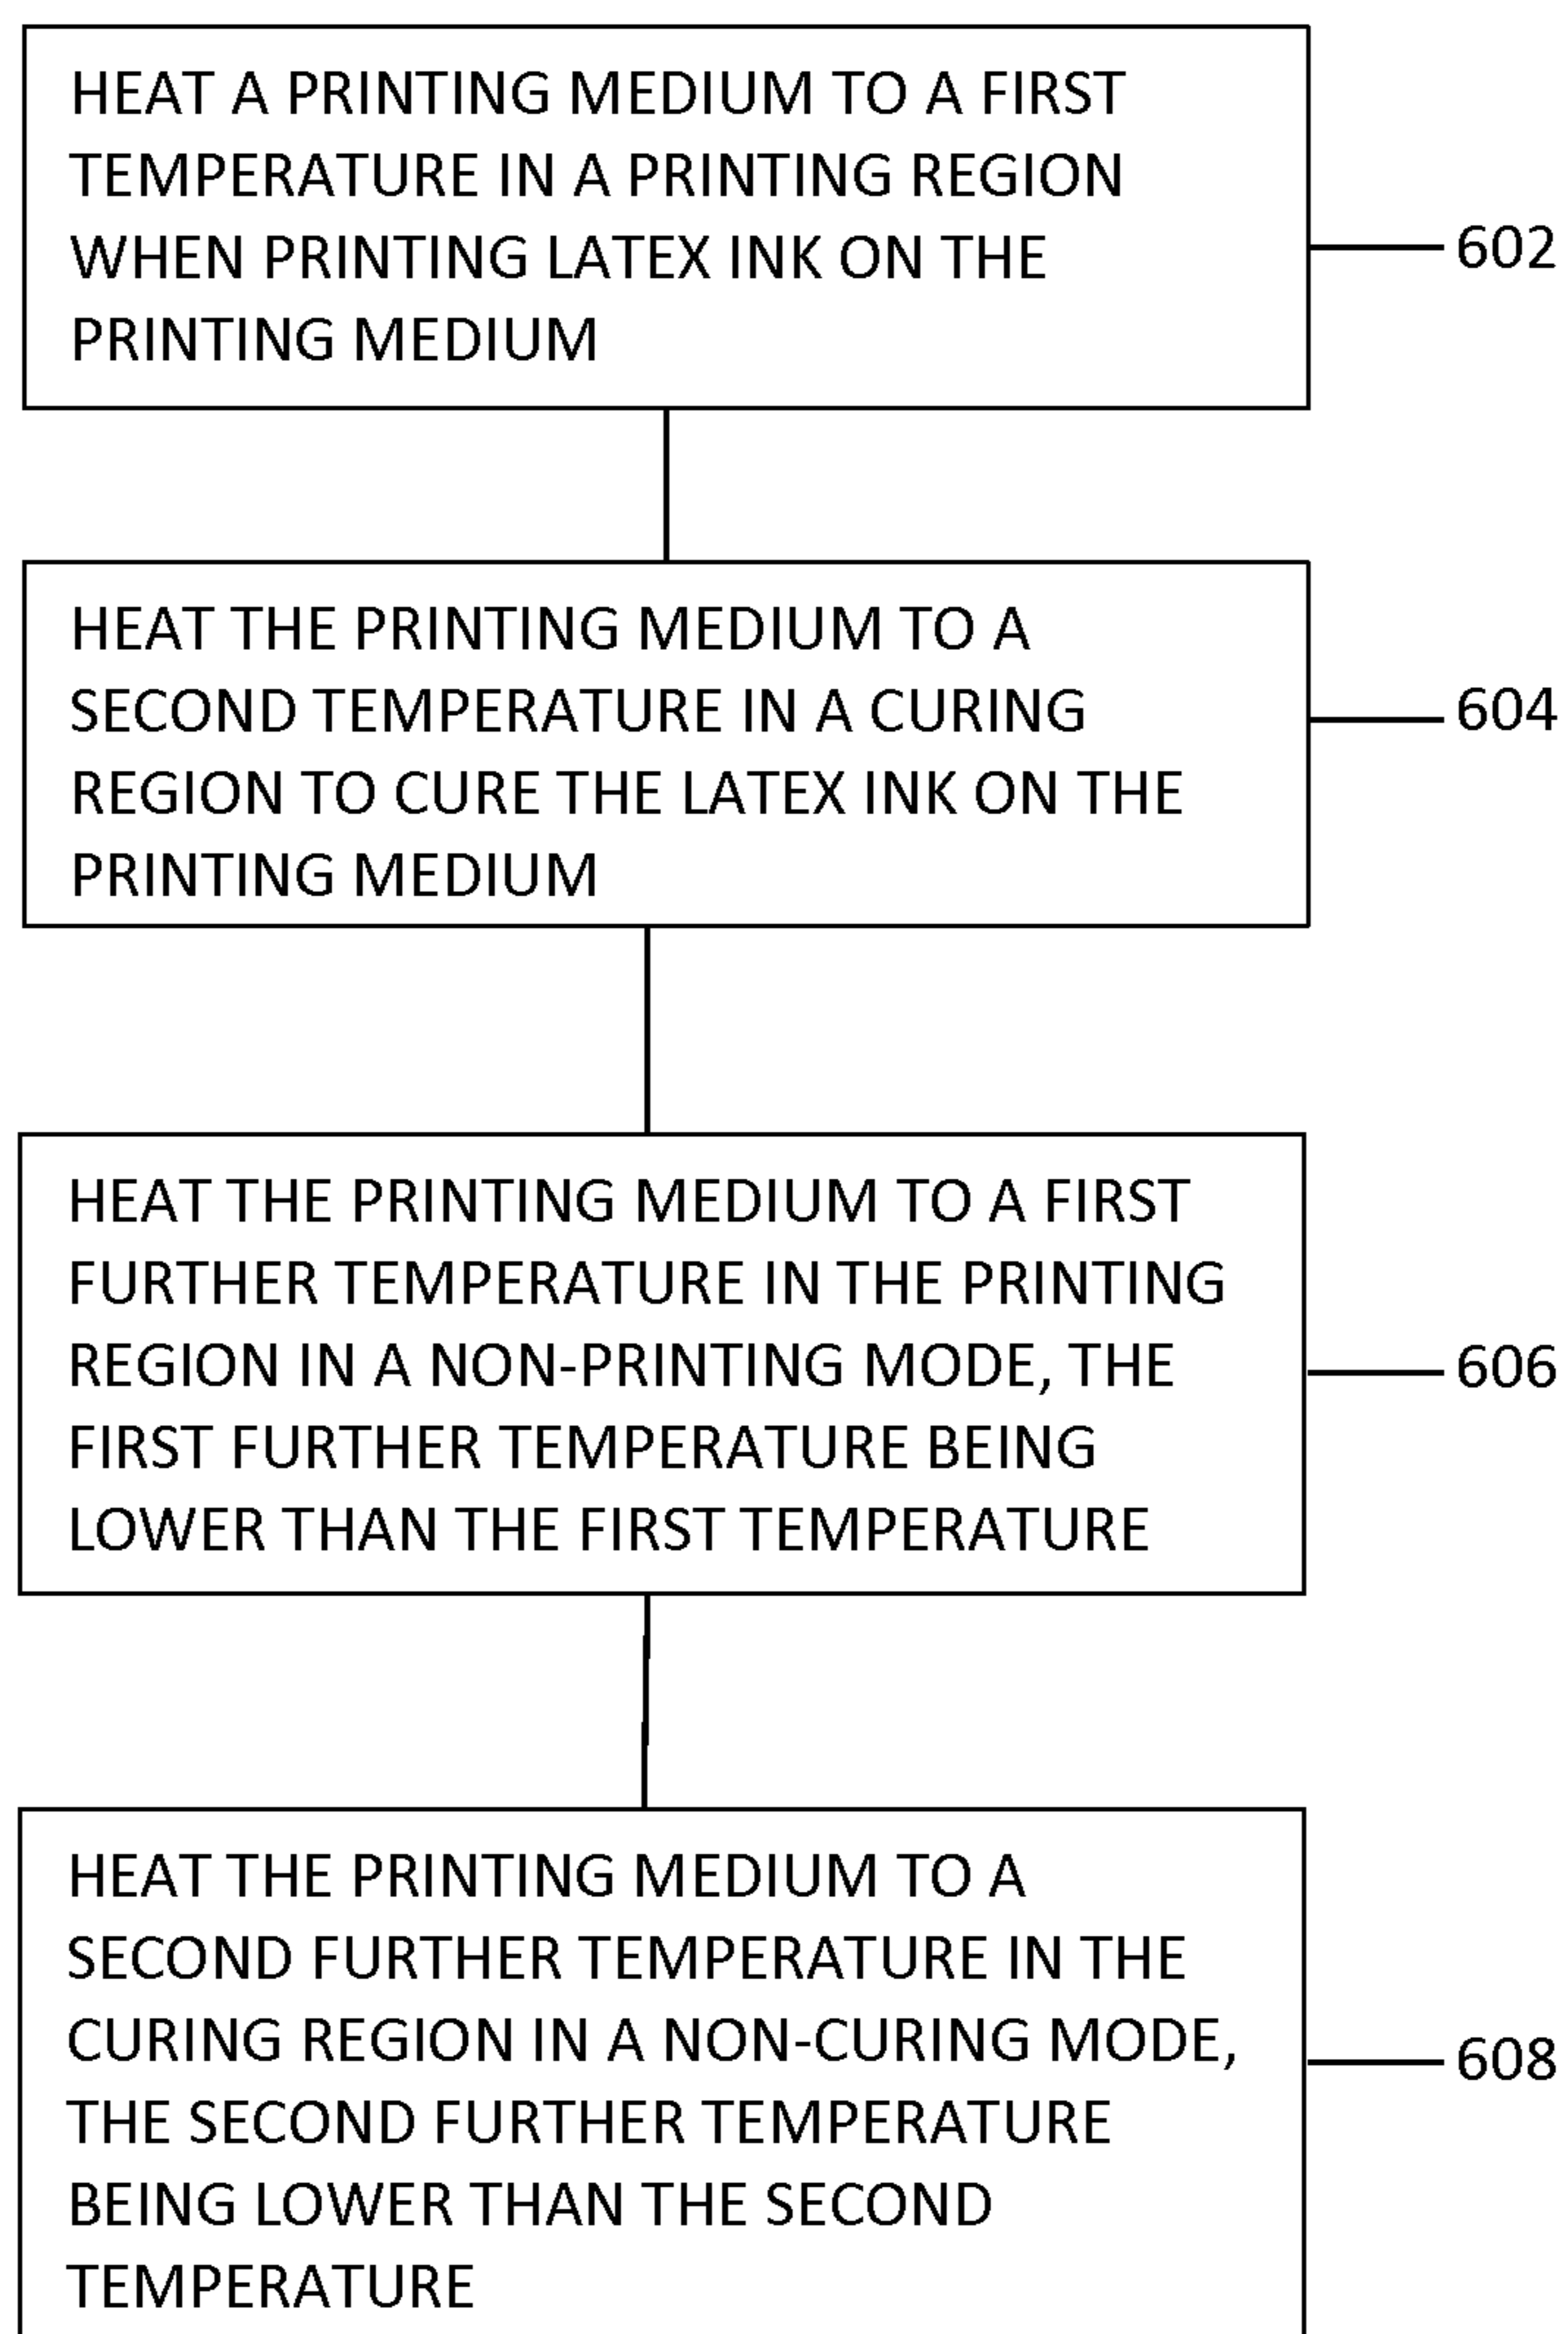 HEAT A PRINTING MEDIUM TO A FIRST
TEMPERATURE IN A PRINTING REGION
WHEN PRINTING LATEX INK ON THE
PRINTING MEDIUM
602
HEAT THE PRINTING MEDIUM TO A
SECOND TEMPERATURE IN A CURING
REGION TO CURE THE LATEX INK ON THE
PRINTING MEDIUM
604
HEAT THE PRINTING MEDIUM TO A FIRST
FURTHER TEMPERATURE IN THE PRINTING
REGION IN A NON-PRINTING MODE, THE
FIRST FURTHER TEMPERATURE BEING
LOWER THAN THE FIRST TEMPERATURE
606
HEAT THE PRINTING MEDIUM TO A
SECOND FURTHER TEMPERATURE IN THE
CURING REGION IN A NON-CURING MODE,
THE SECOND FURTHER TEMPERATURE
BEING LOWER THAN THE SECOND
TEMPERATURE
608